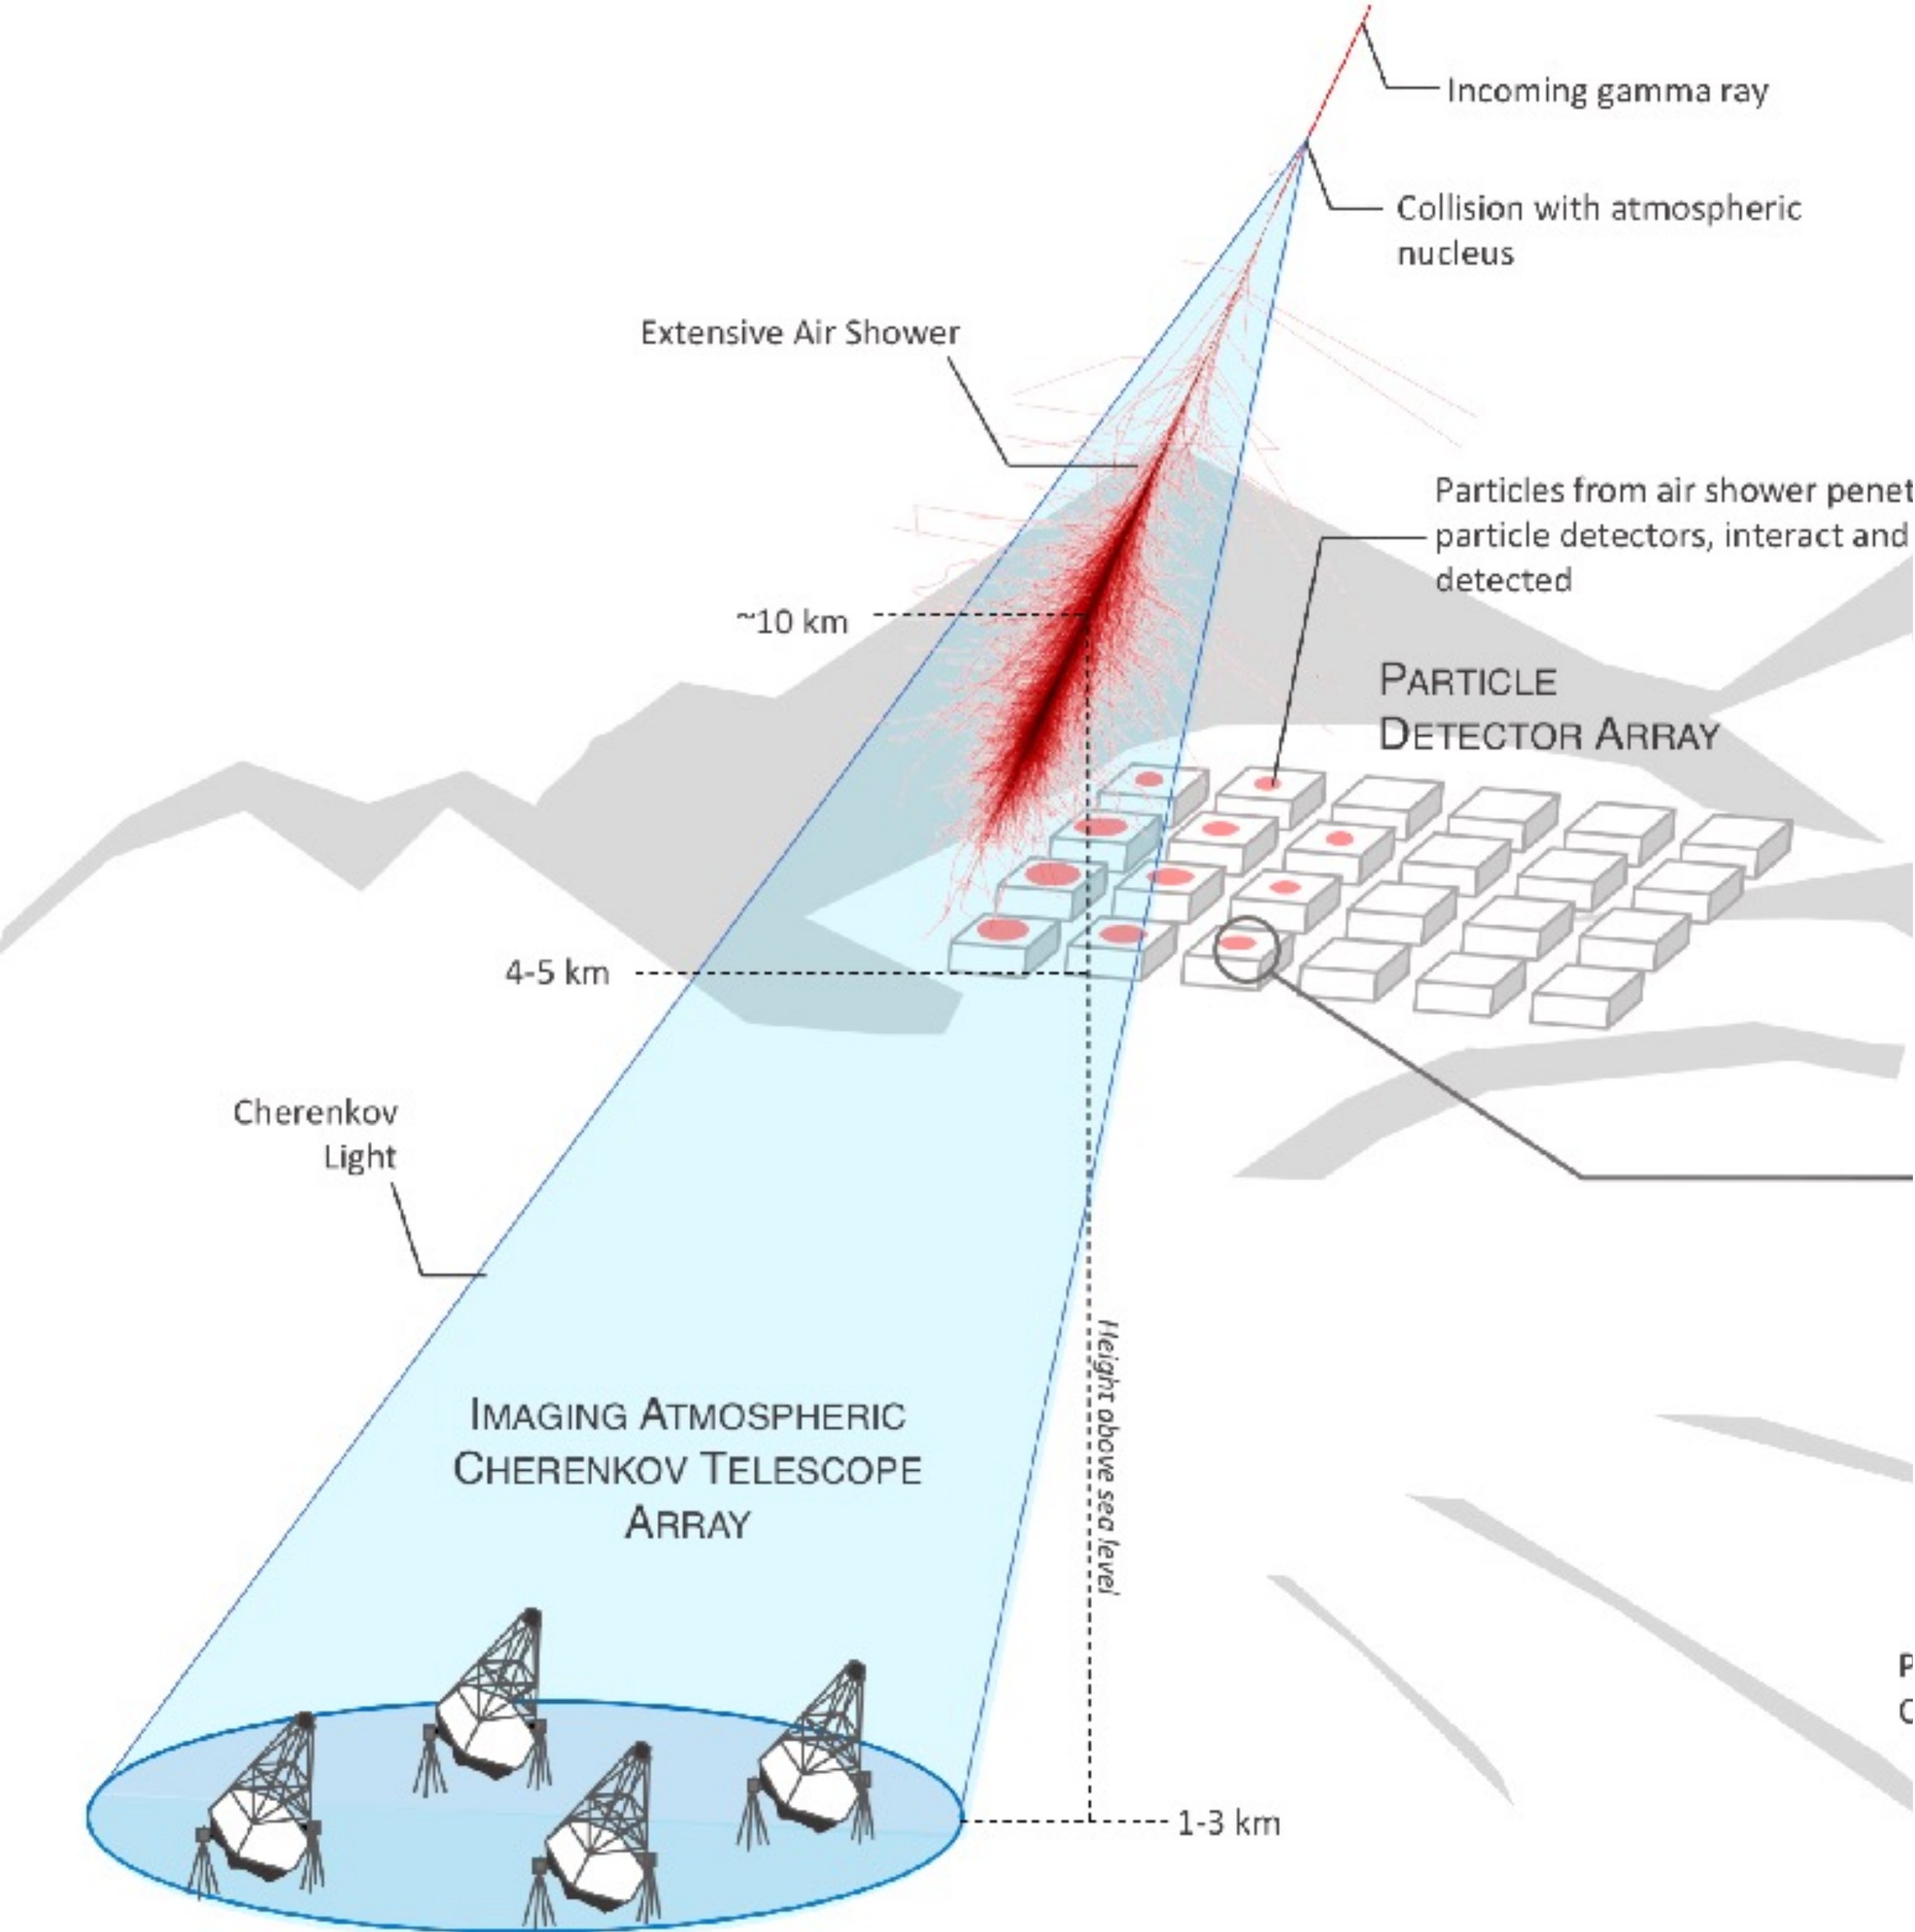 Incoming gamma ray
Collision with atmospheric
nucleus
Extensive Air Shower
Particles from air shower penet
particle detectors, interact and
detected
~10 km
PARTICLE
DETECTOR ARRAY
4-5 km
Cherenkov
Light
Height above sea level
IMAGING ATMOSPHERIC
CHERENKOV TELESCOPE
ARRAY
P
C
1-3 km